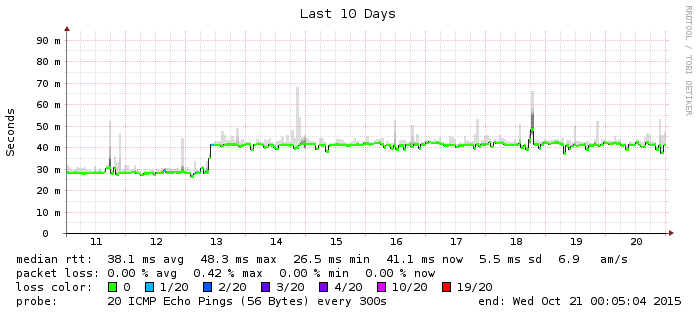 Last 10 Days
RRDTOOL / TOBI OETIKER
Seconds
90 m
80 m
70 m
60 m
50 m
40 m
30 m
20 m
10 m
0
11 12 13 14 15 16 17 18 19 20
median rtt: 38.1 ms avg 48.3 ms max 26.5 ms min 41.1 ms now 5.5 ms sd 6.9 am/s
packet loss: 0.00 % avg 0.42 % max 0.00 % min 0.00 % now
loss color: 0 1/20 2/20 3/20 4/20 10/20 19/20
probe: 20 ICMP Echo Pings (56 Bytes) every 300s end: Wed Oct 21 00:05:04 2015